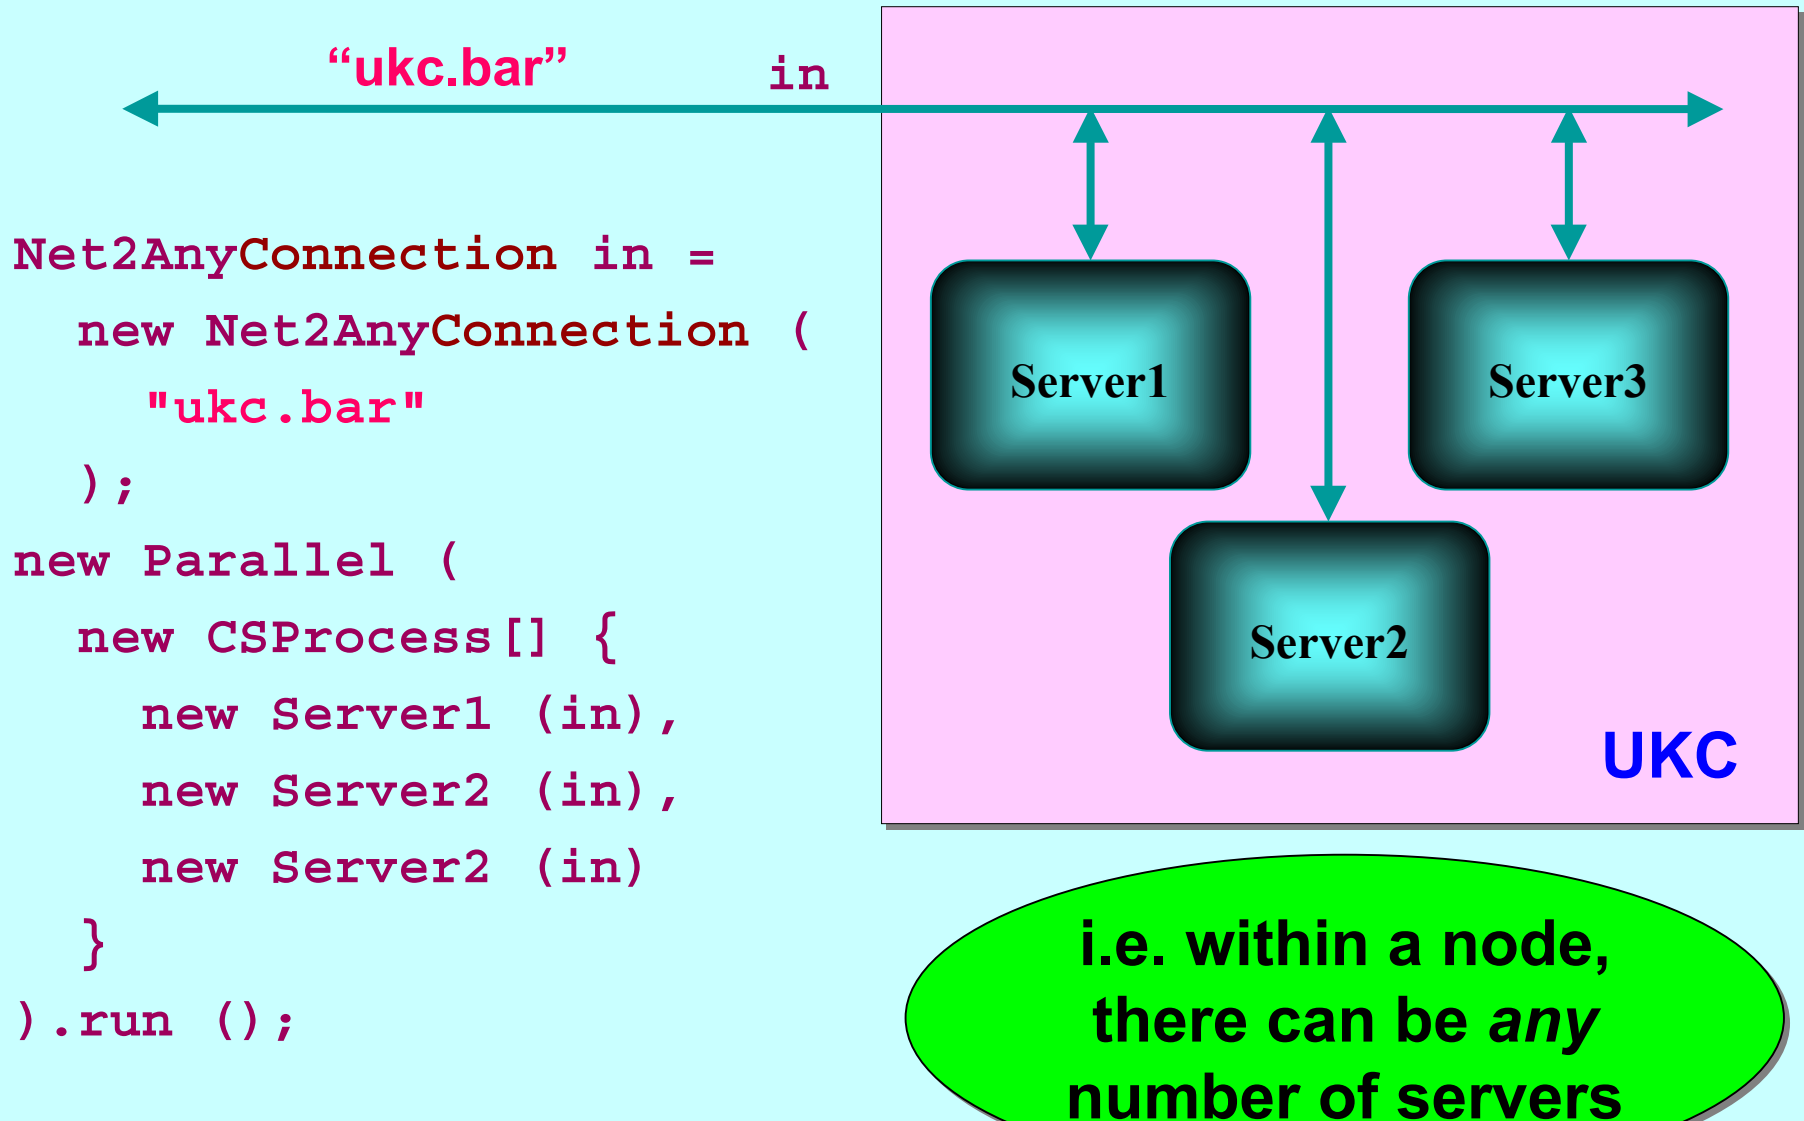 “ukc.bar”
in
Net2AnyConnection in =
new Net2AnyConnection (
"ukc.bar"
);
new Parallel (
new CSProcess[] {
new Server1 (in),
new Server2 (in),
new Server2 (in)
}
).run ();
Server1
Server3
Server2
UKC
i.e. within a node,
there can be any
number of servers